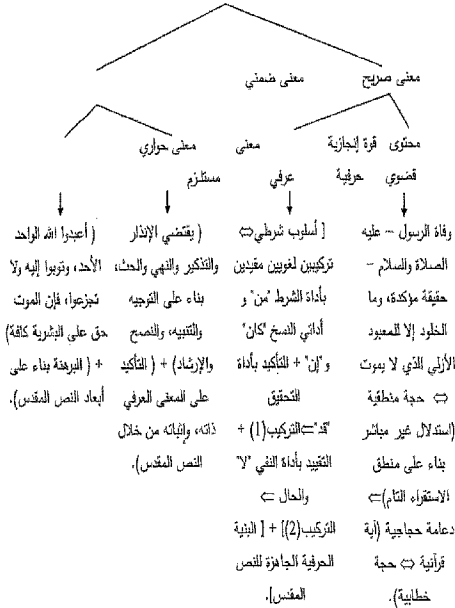 معنى صريح معنى ضمني
محتوى قوة إنجازية معنى معنى حواري
قضوي حرفية عرفي مستلزم
وفاة الرسول – عليه
الصلاة والسلام –
حقيقة مؤكدة، وما
الخلود إلا للمعبود
الأزلي الذي لا يموت
⇔ حجة منطقية
(استدلال غير مباشر
بناء على منطق
الاستقراء التام)⇐
دعامة حجاجية (آية
قرآنية ⇔ حجة
خطابية).
[ أسلوب شرطي⇔
تركيبين لغويين مقيدين
بأداة الشرط "من" و
أداتي النسخ "كان"
و"إن" + للتأكيد بأداة
التحقيق
"قد"⇐التركيب(1) +
التقييد بأداة النفي "لا"
والحال ⇐
التركيب(2)] + [ البنية
الحرفية الجاهزة للنص
المقدس].
( يقتضي الإنذار
والتذكير والنهي والحث،
بناء على التوجيه
والتنبيه، والنصح
والإرشاد) + ( التأكيد
على المعنى العرفي
ذاته، وإثباته من خلال
النص المقدس).
( أعبدوا الله الواحد
الأحد، وتوبوا إليه ولا
تجزعوا، فإن الموت
حق على البشرية كافة)
+ ( البرهنة بناء على
أبعاد النص المقدس).